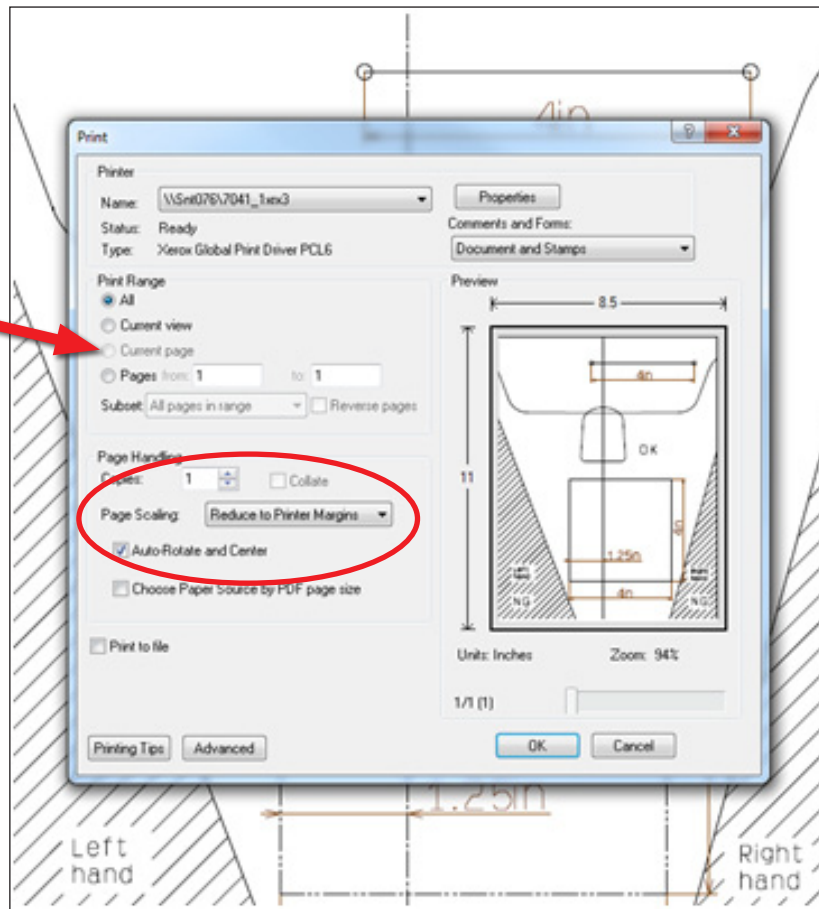 4in
Print
Printer
Name: \\Snt076\7041_1xex3 Properties
Status: Ready Comments and Forms:
Type: Xerox Global Print Driver PCL6 Document and Stamps
Print Range Preview
All 8.5
Current view
Current page
Pages from: 1 to: 1 4in
Subset: All pages in range Reverse pages
OK
Page Handling
Copies: 1 Collate 11
Page Scaling: Reduce to Printer Margins 4in
Auto-Rotate and Center 1.25in
Choose Paper Source by PDF page size 4in
NG NG
Print to file Units: Inches Zoom: 94%
1/1 (1)
Printing Tips Advanced OK Cancel
1.25in
Left
hand
Right
hand